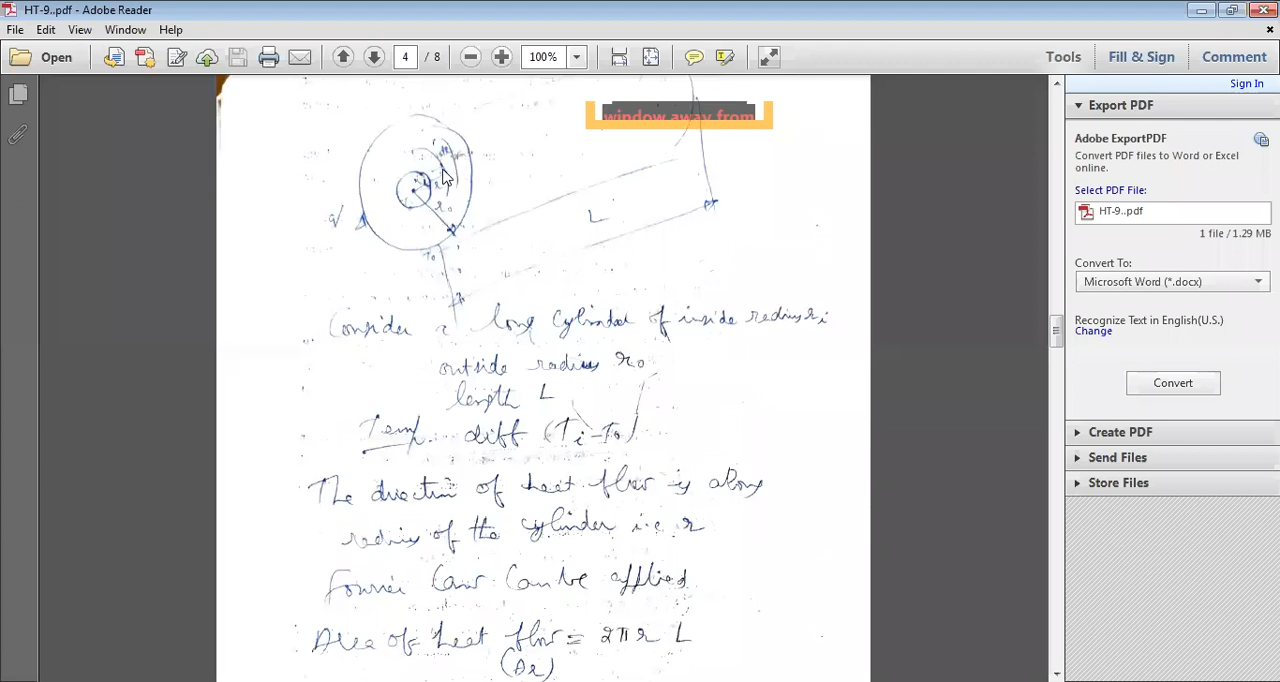 HT-9..pdf - Adobe Reader
File Edit View Window Help
Open 4 / 8 100% Tools Fill & Sign Comment
Sign In
window away from
Export PDF
Adobe ExportPDF
Convert PDF files to Word or Excel
online.
Select PDF File:
HT-9..pdf
1 file / 1.29 MB
Convert To:
Microsoft Word (*.docx)
Recognize Text in English(U.S.)
Change
Convert
Create PDF
Send Files
Store Files
L
Consider a long cylinder of inside radius ri
outside radius ro
length L
Temp. diff (Ti-To)
The direction of heat flow is along
radius of the cylinder i.e r
Fourier Law can be applied
Area of heat flow = 2πr L
(Ar)